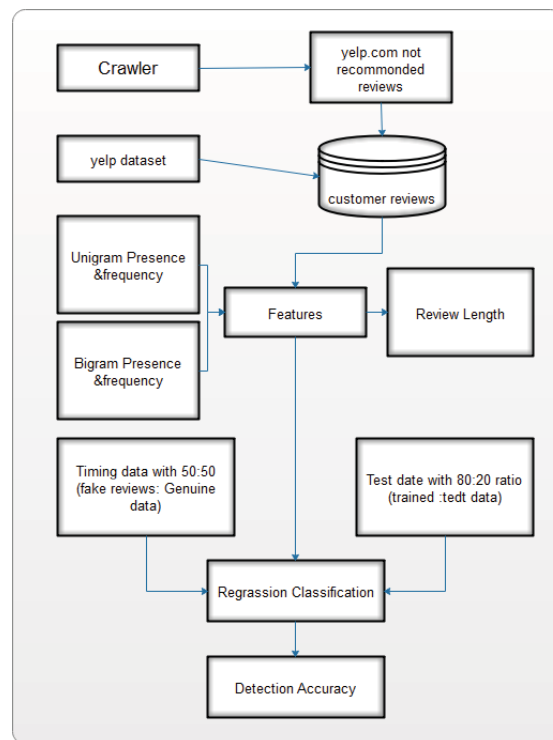 Crawler
yelp.com not
recommonded
reviews
yelp dataset
customer reviews
Unigram Presence
&frequency
Features
Review Length
Bigram Presence
&frequency
Timing data with 50:50
(fake reviews: Genuine
data)
Test date with 80:20 ratio
(trained :tedt data)
Regrassion Classification
Detection Accuracy